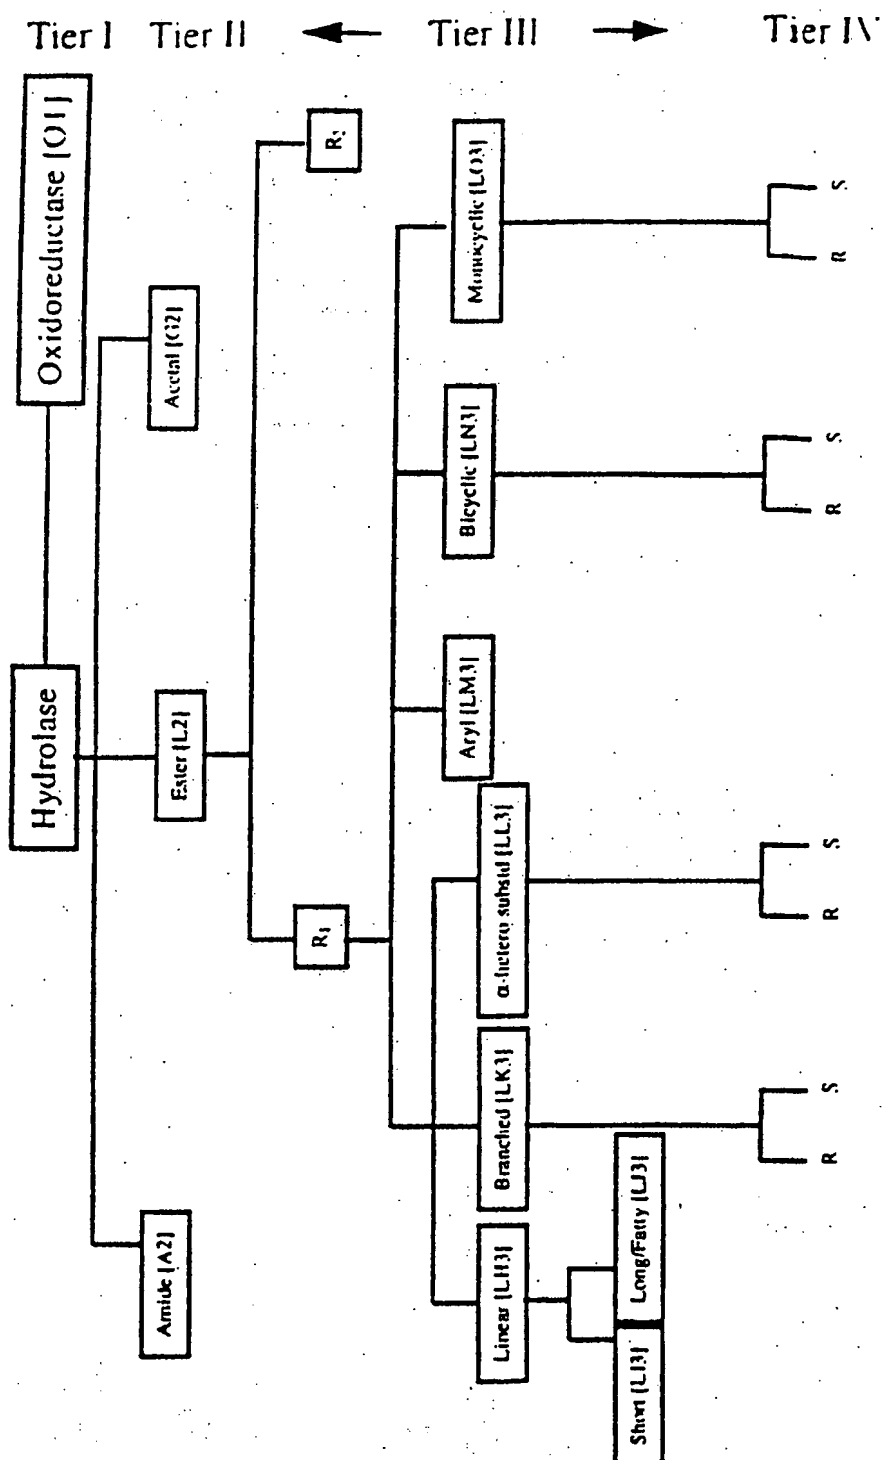 Tier I Tier II Tier III Tier IV
Oxidoreductase [O1]
Hydrolase
Acetal [G2]
Ester [L2]
Amide [A2]
R2
R1
Monocyclic [LO3]
Bicyclic [LN3]
Aryl [LM3]
α-hetero substd [LL3]
Branched [LK3]
Linear [LH3]
Long/Fatty [LJ3]
Short [LI3]
S
R
S
R
S
R
S
R